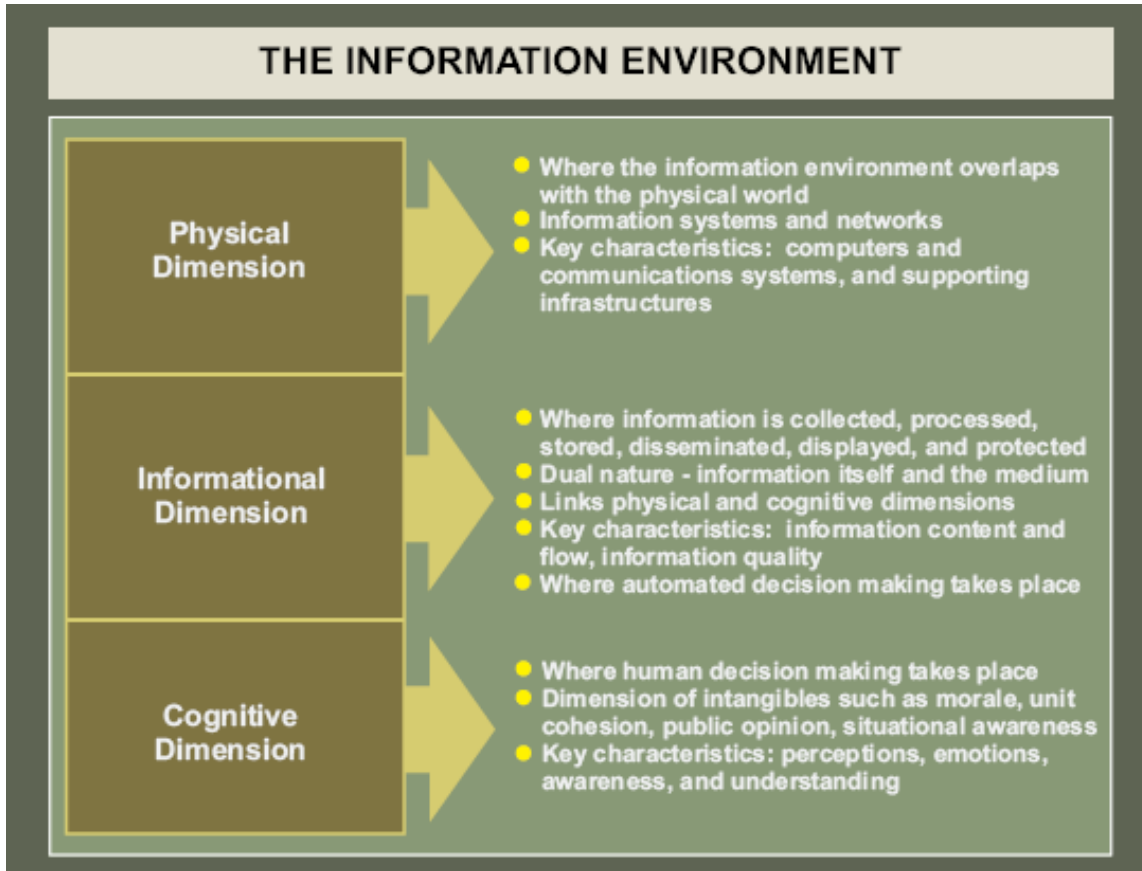 THE INFORMATION ENVIRONMENT
Physical
Dimension
Where the information environment overlaps
with the physical world
Information systems and networks
Key characteristics: computers and
communications systems, and supporting
infrastructures
Informational
Dimension
Where information is collected, processed,
stored, disseminated, displayed, and protected
Dual nature - information itself and the medium
Links physical and cognitive dimensions
Key characteristics: information content and
flow, information quality
Where automated decision making takes place
Cognitive
Dimension
Where human decision making takes place
Dimension of intangibles such as morale, unit
cohesion, public opinion, situational awareness
Key characteristics: perceptions, emotions,
awareness, and understanding